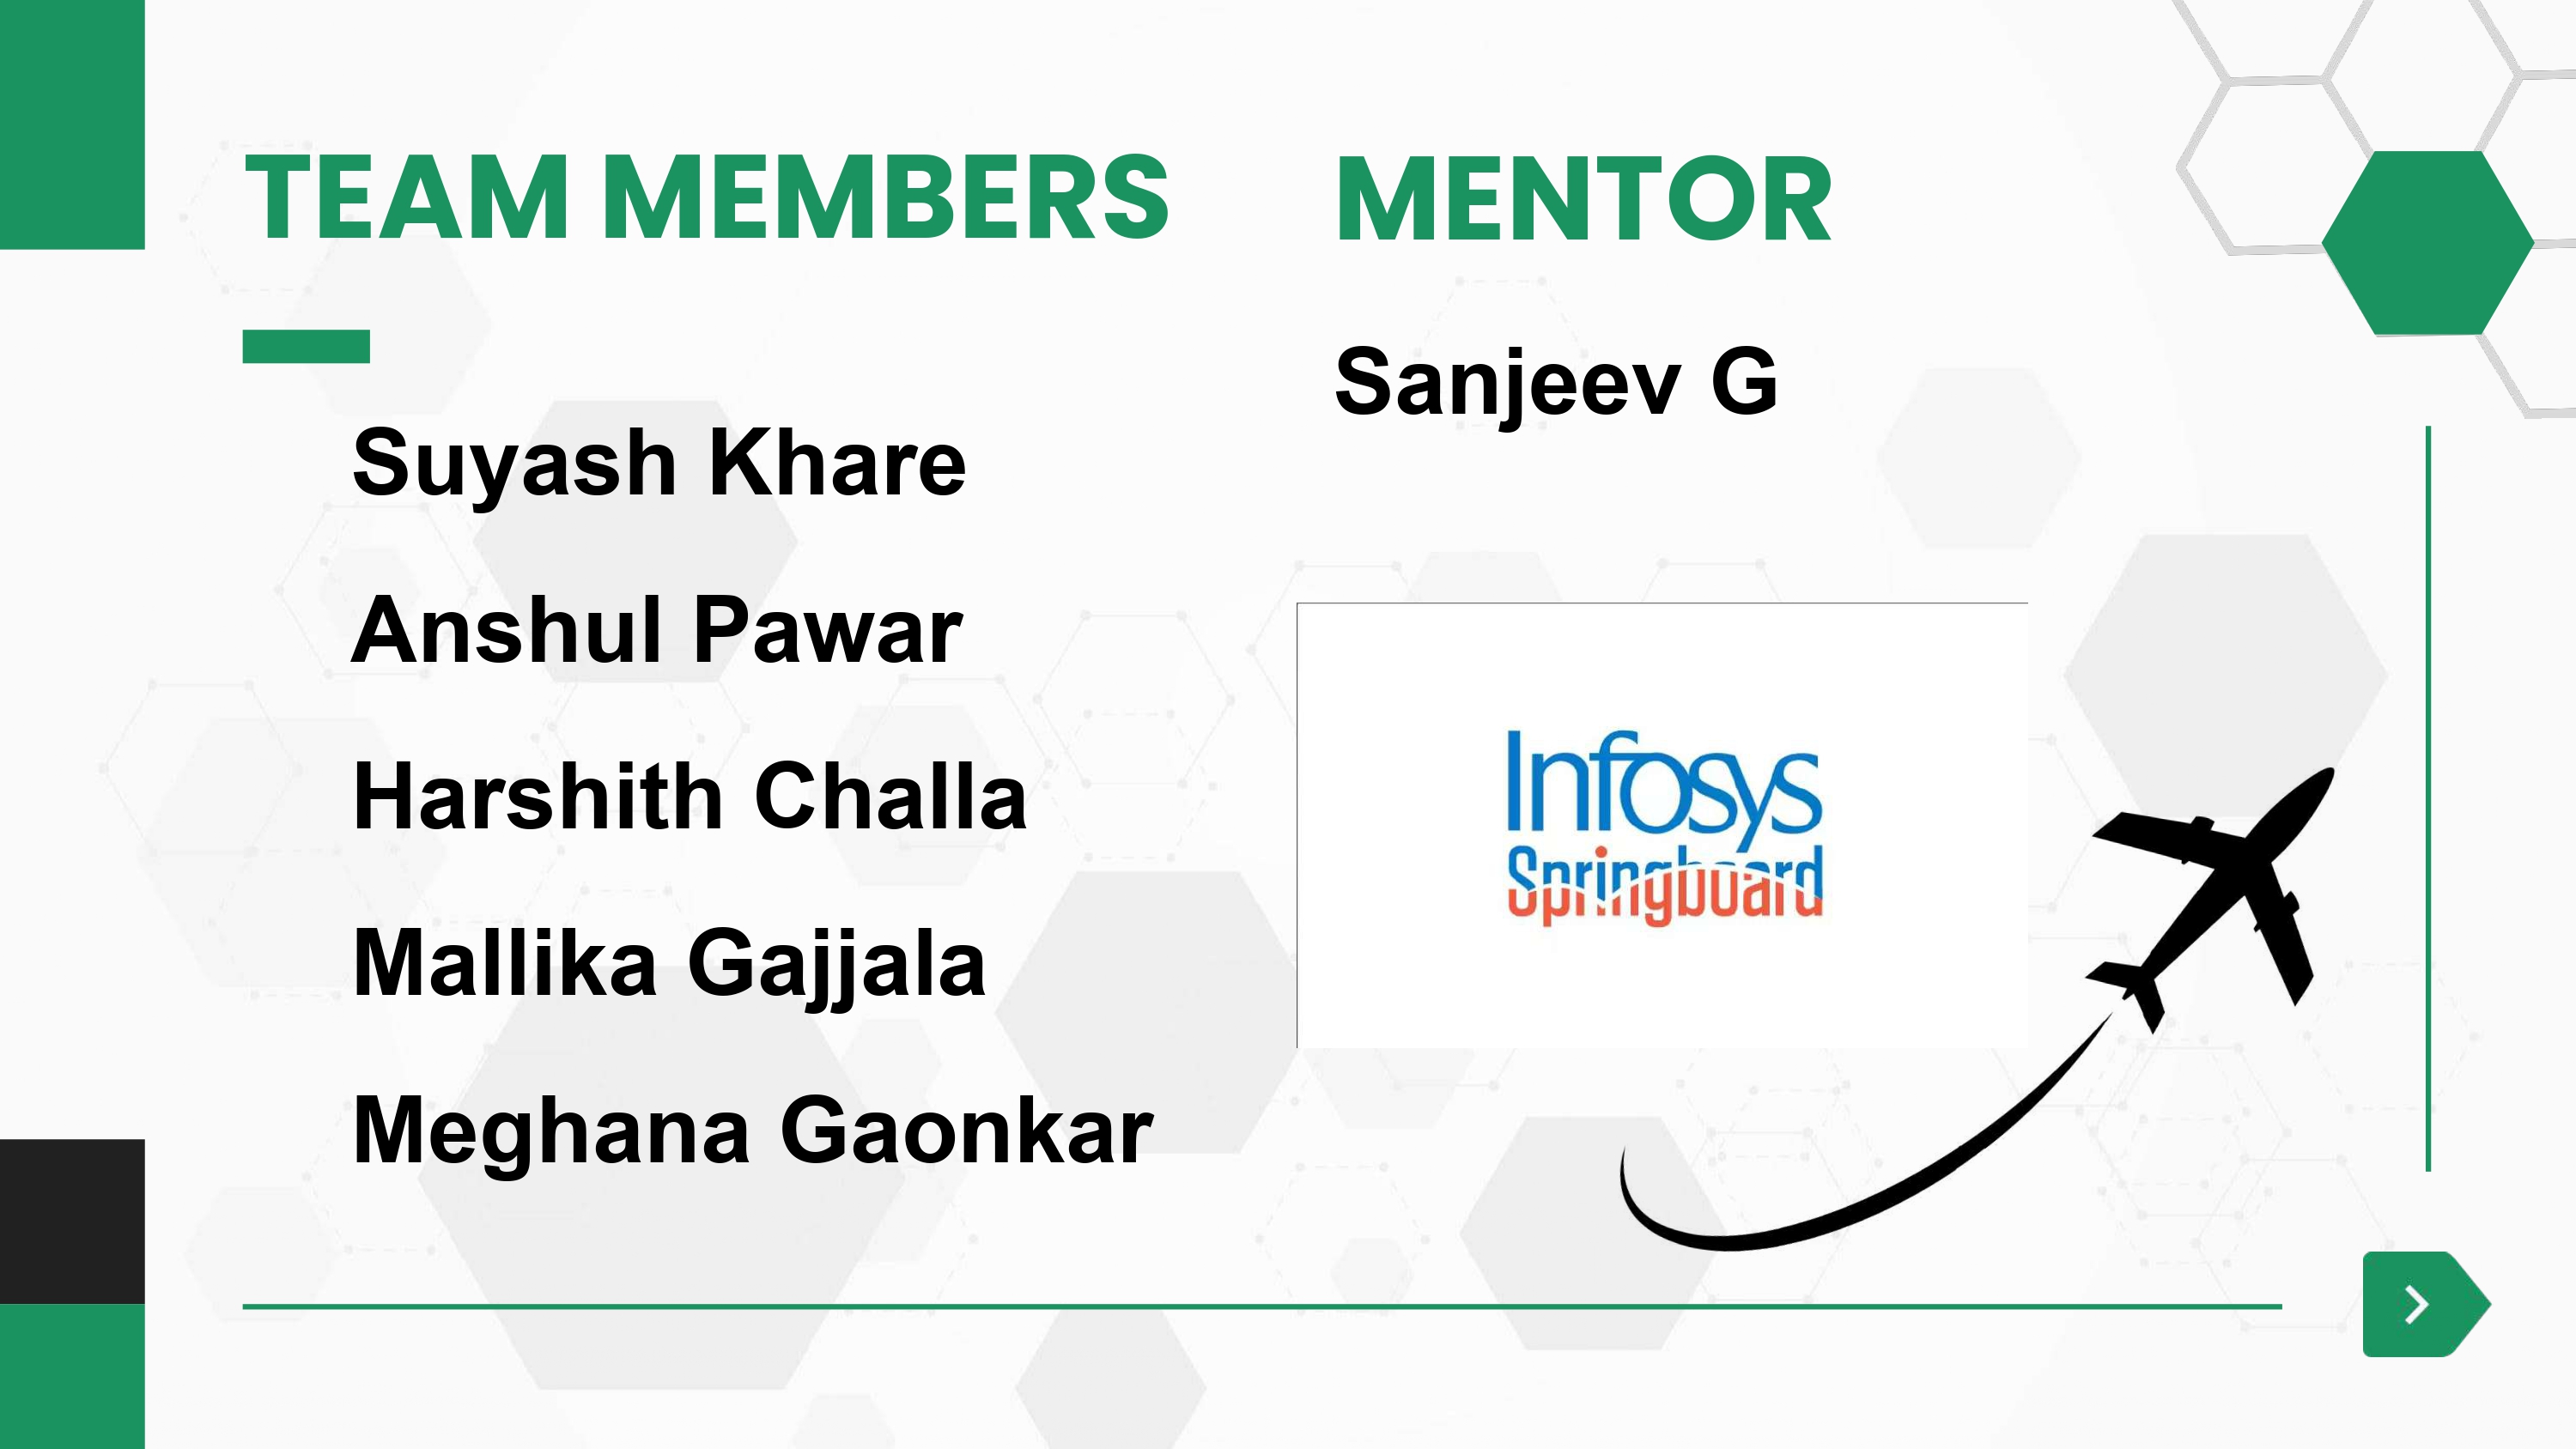 TEAM MEMBERS
Suyash Khare
Anshul Pawar
Harshith Challa
Mallika Gajjala
Meghana Gaonkar
MENTOR
Sanjeev G
Infosys
Springboard